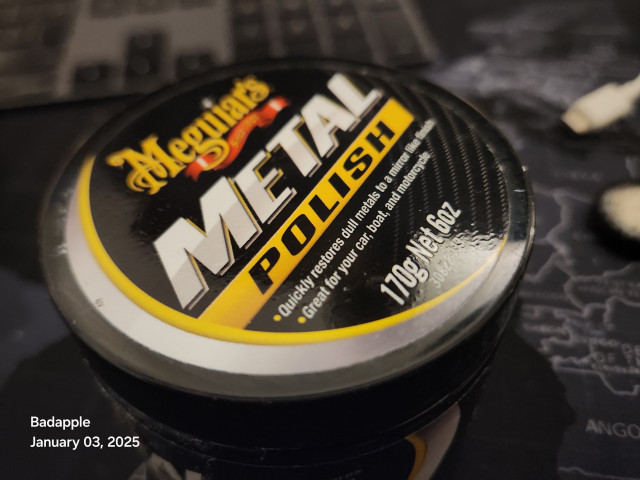 Meguiar's
METAL
POLISH
• Quickly restores dull metals to a mirror like finish
• Great for your car, boat, and motorcycle
170g Net 6oz
ANGO
Badapple
January 03, 2025